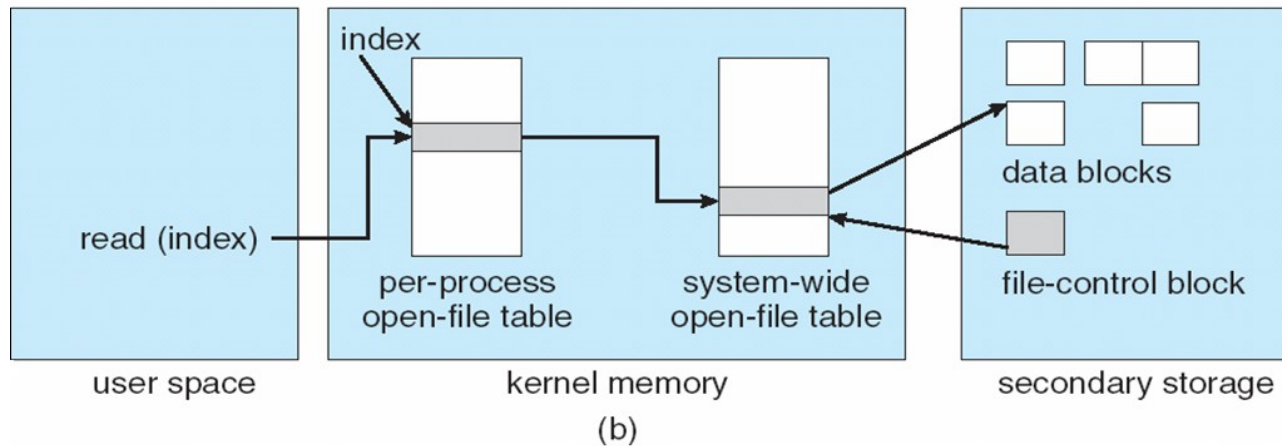 index
read (index)
per-process
open-file table
system-wide
open-file table
data blocks
file-control block
user space
kernel memory
secondary storage
(b)